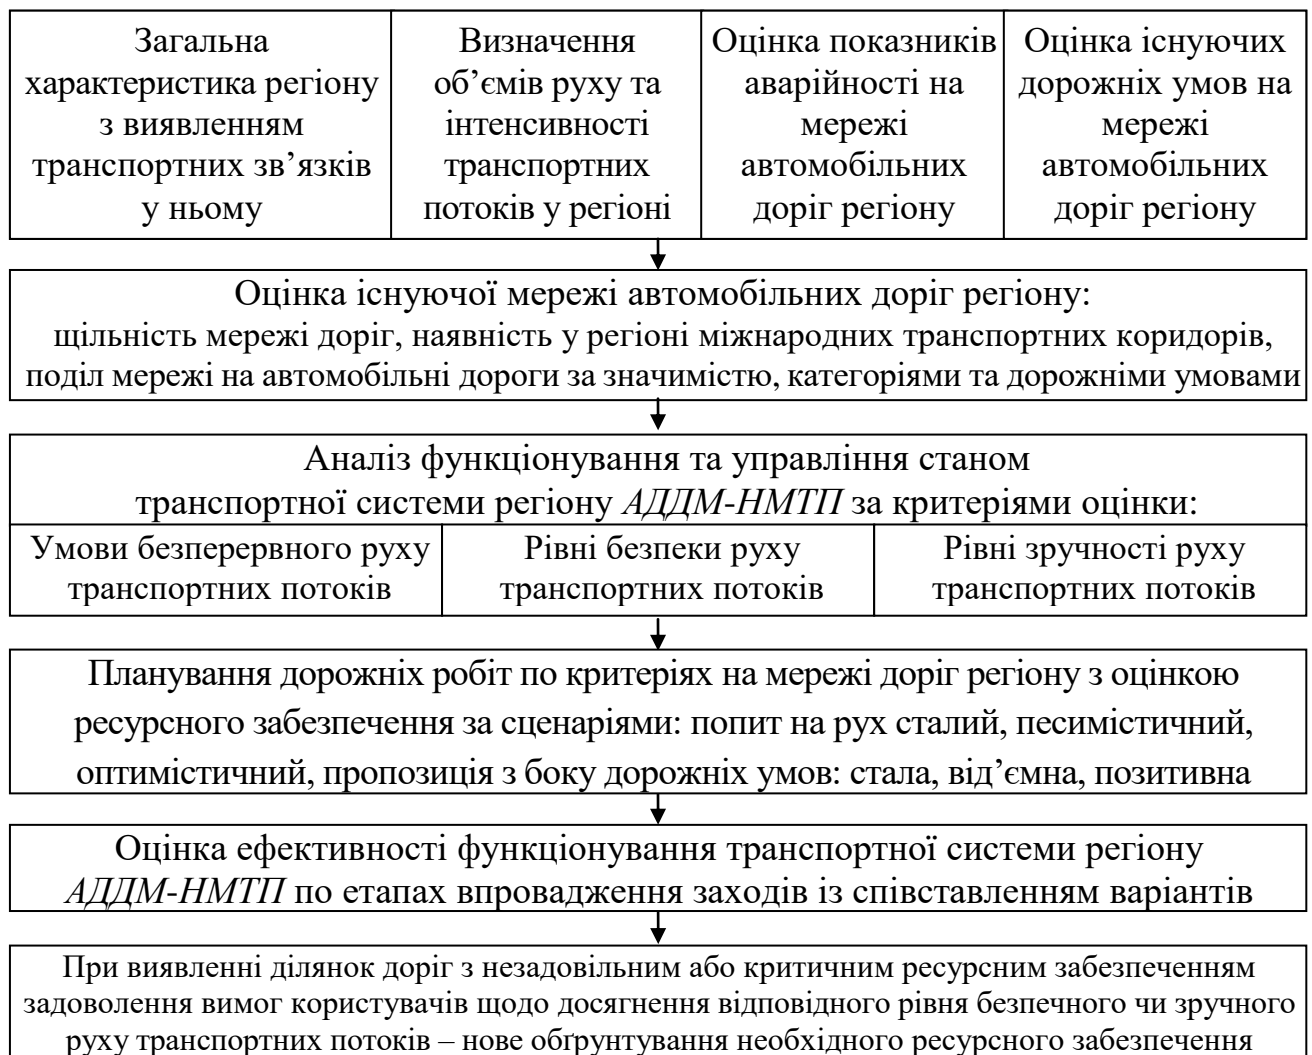 Загальна
характеристика регіону
з виявленням
транспортних зв’язків
у ньому
Визначення
об’ємів руху та
інтенсивності
транспортних
потоків у регіоні
Оцінка показників
аварійності на
мережі
автомобільних
доріг регіону
Оцінка існуючих
дорожніх умов на
мережі
автомобільних
доріг регіону
Оцінка існуючої мережі автомобільних доріг регіону:
щільність мережі доріг, наявність у регіоні міжнародних транспортних коридорів,
поділ мережі на автомобільні дороги за значимістю, категоріями та дорожніми умовами
Аналіз функціонування та управління станом
транспортної системи регіону АДДМ-НМТП за критеріями оцінки:
Умови безперервного руху
транспортних потоків
Рівні безпеки руху
транспортних потоків
Рівні зручності руху
транспортних потоків
Планування дорожніх робіт по критеріях на мережі доріг регіону з оцінкою
ресурсного забезпечення за сценаріями: попит на рух сталий, песимістичний,
оптимістичний, пропозиція з боку дорожніх умов: стала, від’ємна, позитивна
Оцінка ефективності функціонування транспортної системи регіону
АДДМ-НМТП по етапах впровадження заходів із співставленням варіантів
При виявленні ділянок доріг з незадовільним або критичним ресурсним забезпеченням
задоволення вимог користувачів щодо досягнення відповідного рівня безпечного чи зручного
руху транспортних потоків – нове обґрунтування необхідного ресурсного забезпечення